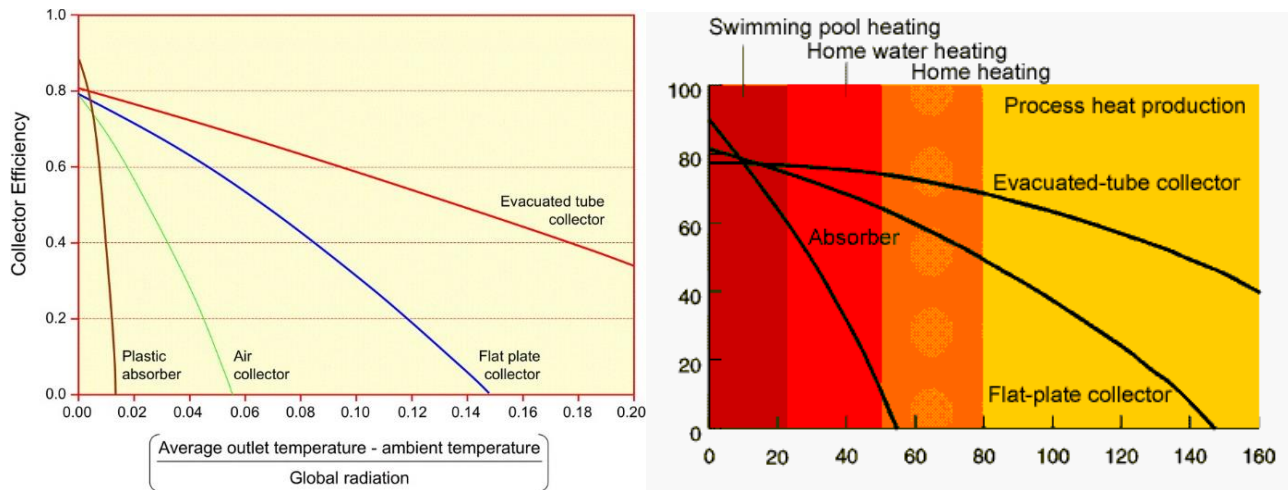 1.0
0.8
0.6
0.4
0.2
0.0
Collector Efficiency
Evacuated tube
collector
Plastic
absorber
Air
collector
Flat plate
collector
0.00 0.02 0.04 0.06 0.08 0.10 0.12 0.14 0.16 0.18 0.20
Average outlet temperature - ambient temperature
Global radiation
Swimming pool heating
Home water heating
Home heating
Process heat production
100
80
60
40
20
0
Evacuated-tube collector
Absorber
Flat-plate collector
0 20 40 60 80 100 120 140 160